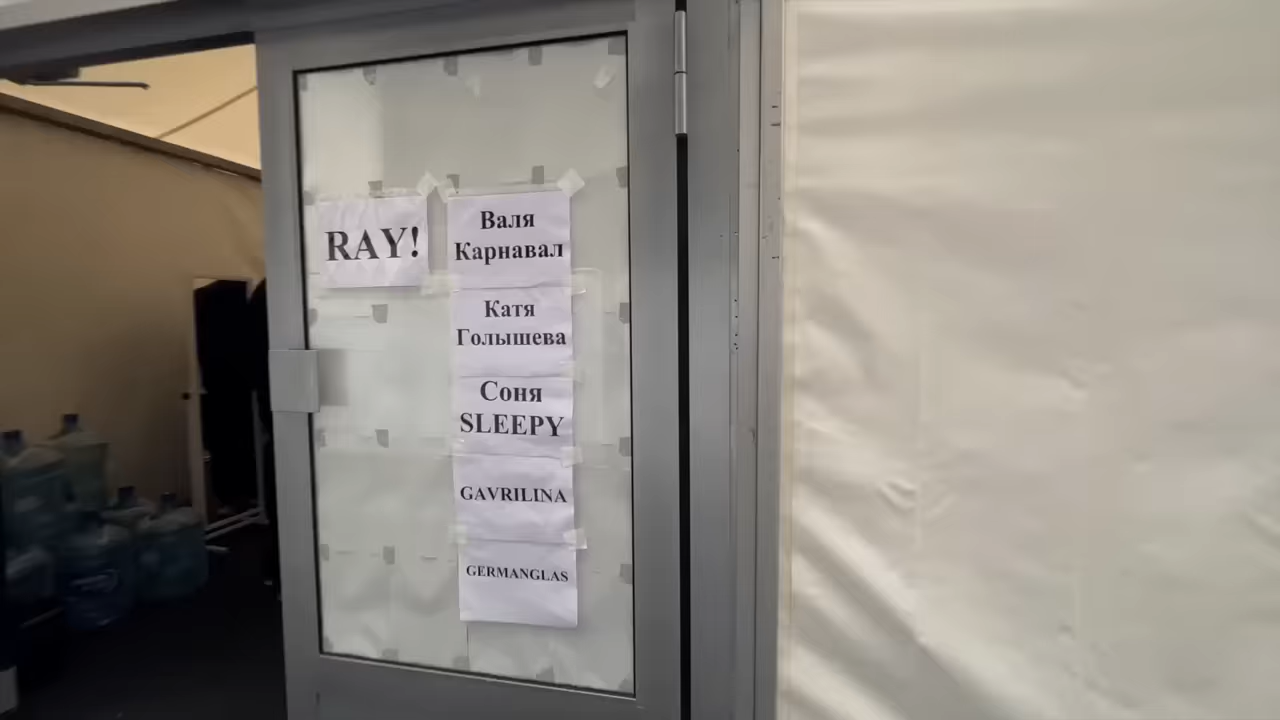 RAY!
Валя
Карнавал
Катя
Голышева
Соня
SLEEPY
GAVRILINA
GERMANGLAS